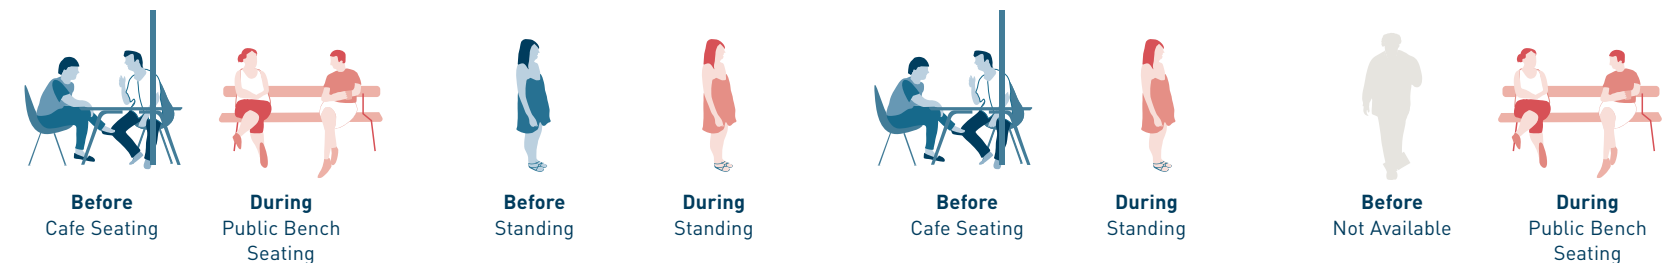 Before
Cafe Seating
During
Public Bench
Seating
Before
Standing
During
Standing
Before
Cafe Seating
During
Standing
Before
Not Available
During
Public Bench
Seating